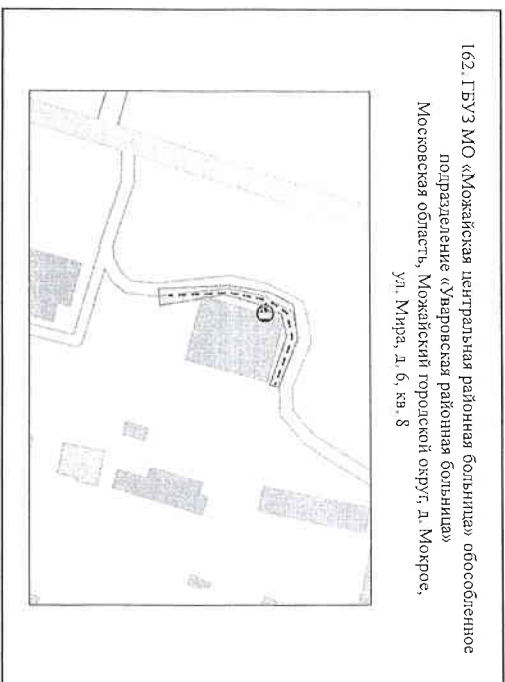 162. ГБУЗ МО «Можайская центральная районная больница» обособленное
подразделение «Уваровская районная больница»
Московская область, Можайский городской округ, д. Мокрое,
ул. Мира, д. 6, кв. 8